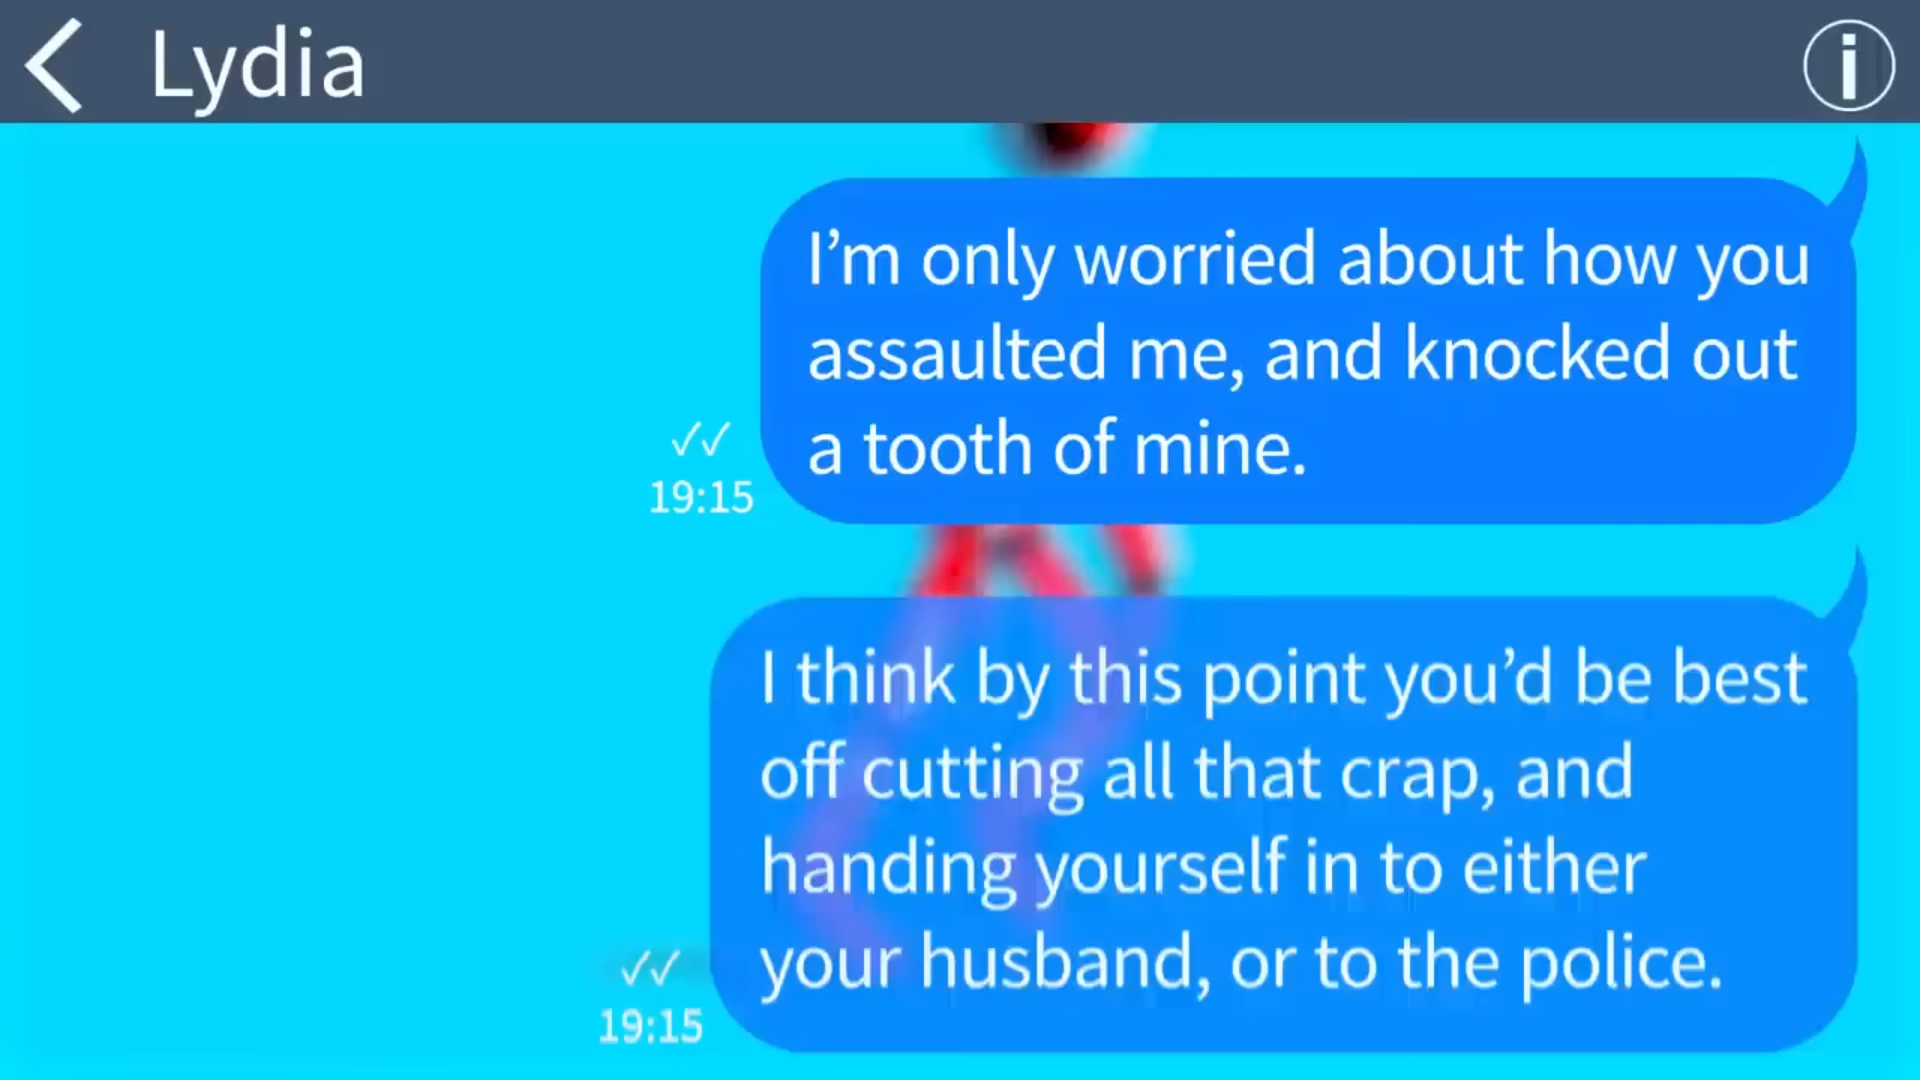 Lydia
I’m only worried about how you
assaulted me, and knocked out
a tooth of mine.
19:15
I think by this point you’d be best
off cutting all that crap, and
handing yourself in to either
your husband, or to the police.
19:15